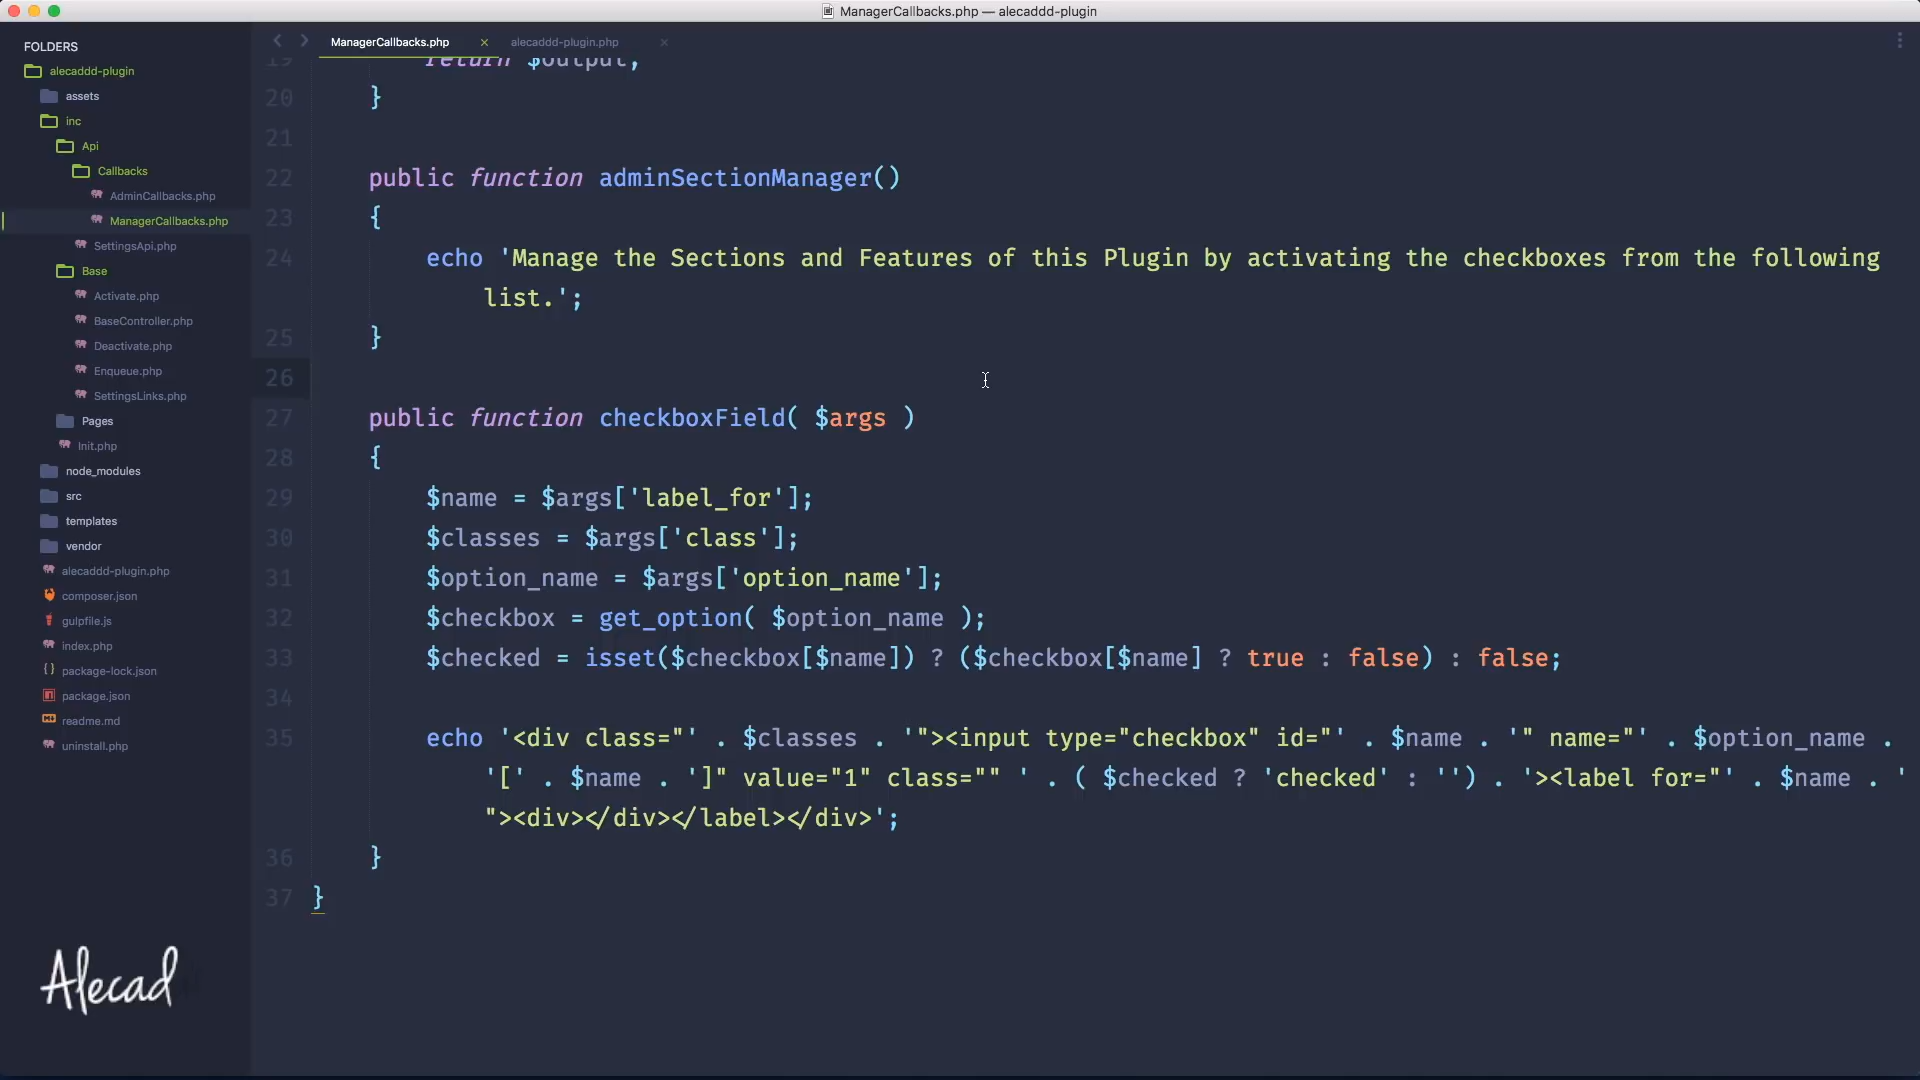 ManagerCallbacks.php — alecaddd-plugin
FOLDERS
alecaddd-plugin
assets
inc
Api
Callbacks
AdminCallbacks.php
ManagerCallbacks.php
SettingsApi.php
Base
Activate.php
BaseController.php
Deactivate.php
Enqueue.php
SettingsLinks.php
Pages
Init.php
node_modules
src
templates
vendor
alecaddd-plugin.php
composer.json
gulpfile.js
index.php
package-lock.json
package.json
readme.md
uninstall.php
Alecad
ManagerCallbacks.php × alecaddd-plugin.php ×
19 return $output;
20 }
21
22 public function adminSectionManager()
23 {
24 echo 'Manage the Sections and Features of this Plugin by activating the checkboxes from the following
list.';
25 }
26
27 public function checkboxField( $args )
28 {
29 $name = $args['label_for'];
30 $classes = $args['class'];
31 $option_name = $args['option_name'];
32 $checkbox = get_option( $option_name );
33 $checked = isset($checkbox[$name]) ? ($checkbox[$name] ? true : false) : false;
34
35 echo '<div class="' . $classes . '"><input type="checkbox" id="' . $name . '" name="' . $option_name .
'[' . $name . ']" value="1" class="" ' . ( $checked ? 'checked' : '') . '><label for="' . $name . '
"><div></div></label></div>';
36 }
37 }